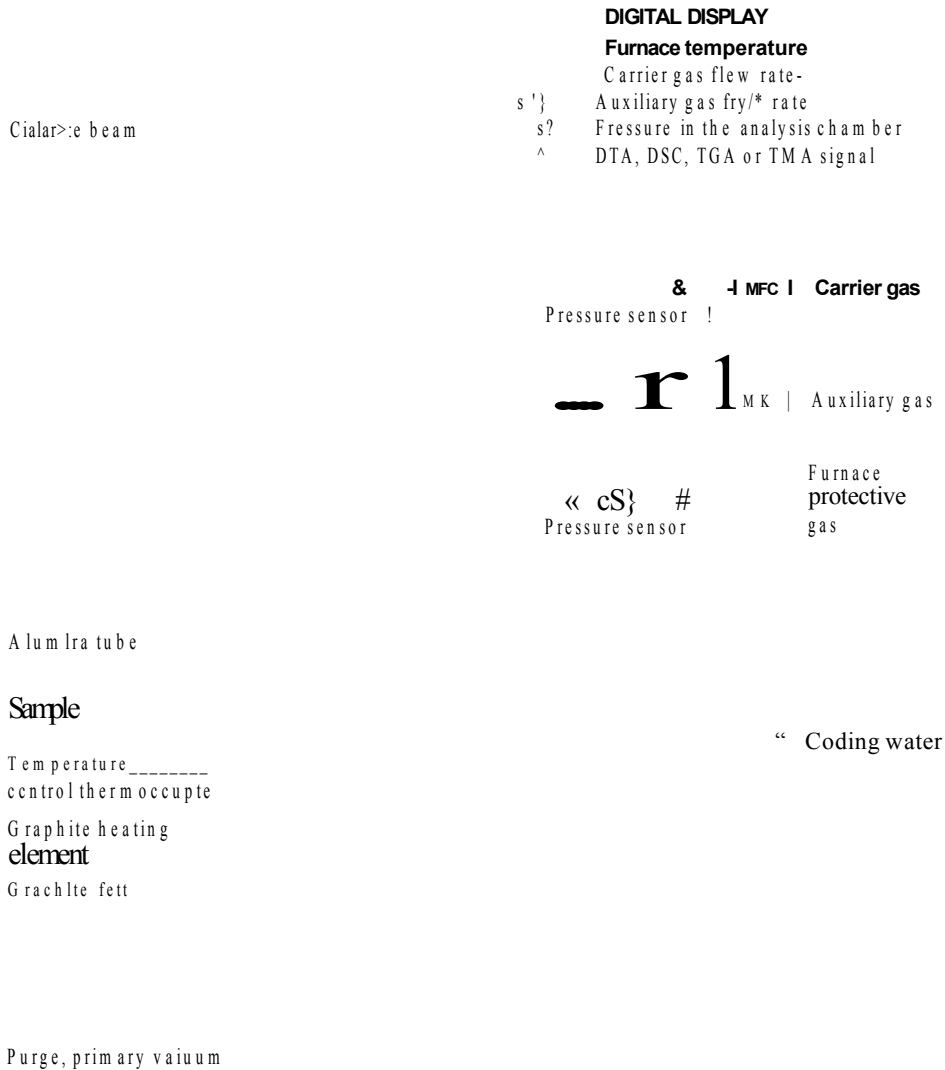 DIGITAL DISPLAY
Furnace temperature
Carrier gas flew rate-
s '} Auxiliary gas fry/* rate
Cialar>:e beam
s? Fressure in the analysis chamber
^ DTA, DSC, TGA or TMA signal
& -I MFC I Carrier gas
Pressure sensor !
_ r l MK | Auxiliary gas
Furnace
protective
« cS} #
Pressure sensor gas
Alumlra tube
Sample
“ Coding water
Temperature________
ccntrol thermoccupte
Graphite heating
element
Grachlte fett
Purge, primary vaiuum